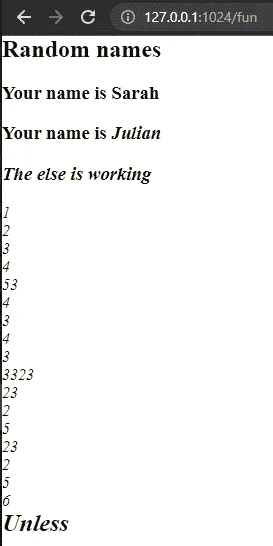 127.0.0.1:1024/fun
Random names
Your name is Sarah
Your name is Julian
The else is working
1
2
3
4
53
4
3
4
3
3323
23
2
5
23
2
5
6
Unless